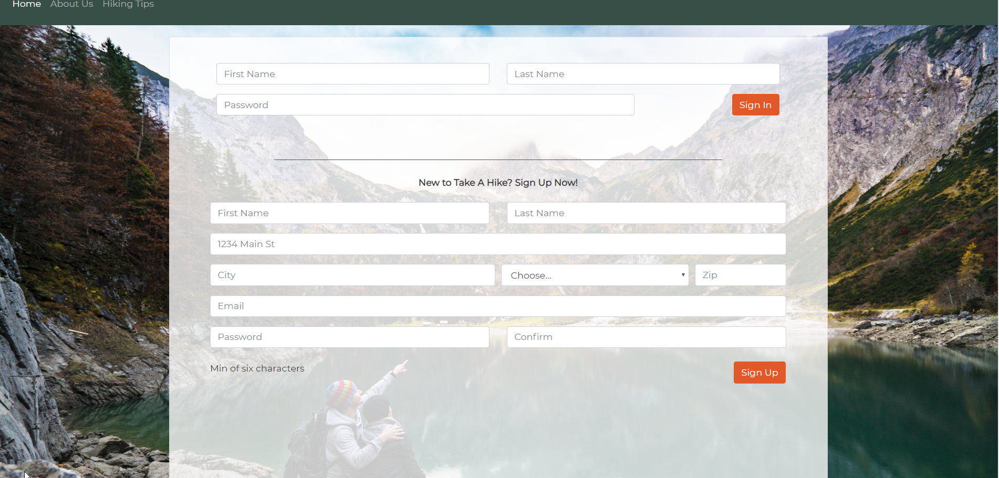 Home About Us Hiking Tips
First Name Last Name
Password Sign In
New to Take A Hike? Sign Up Now!
First Name Last Name
1234 Main St
City Choose... Zip
Email
Password Confirm
Min of six characters Sign Up